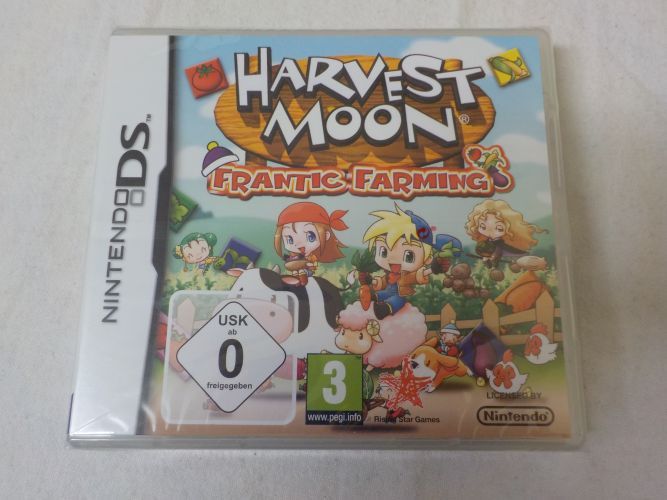 NINTENDO DS™
HARVEST
MOON®
FRANTIC FARMING
USK
ab
0
freigegeben
3
www.pegi.info
Rising Star Games
LICENSED BY
Nintendo